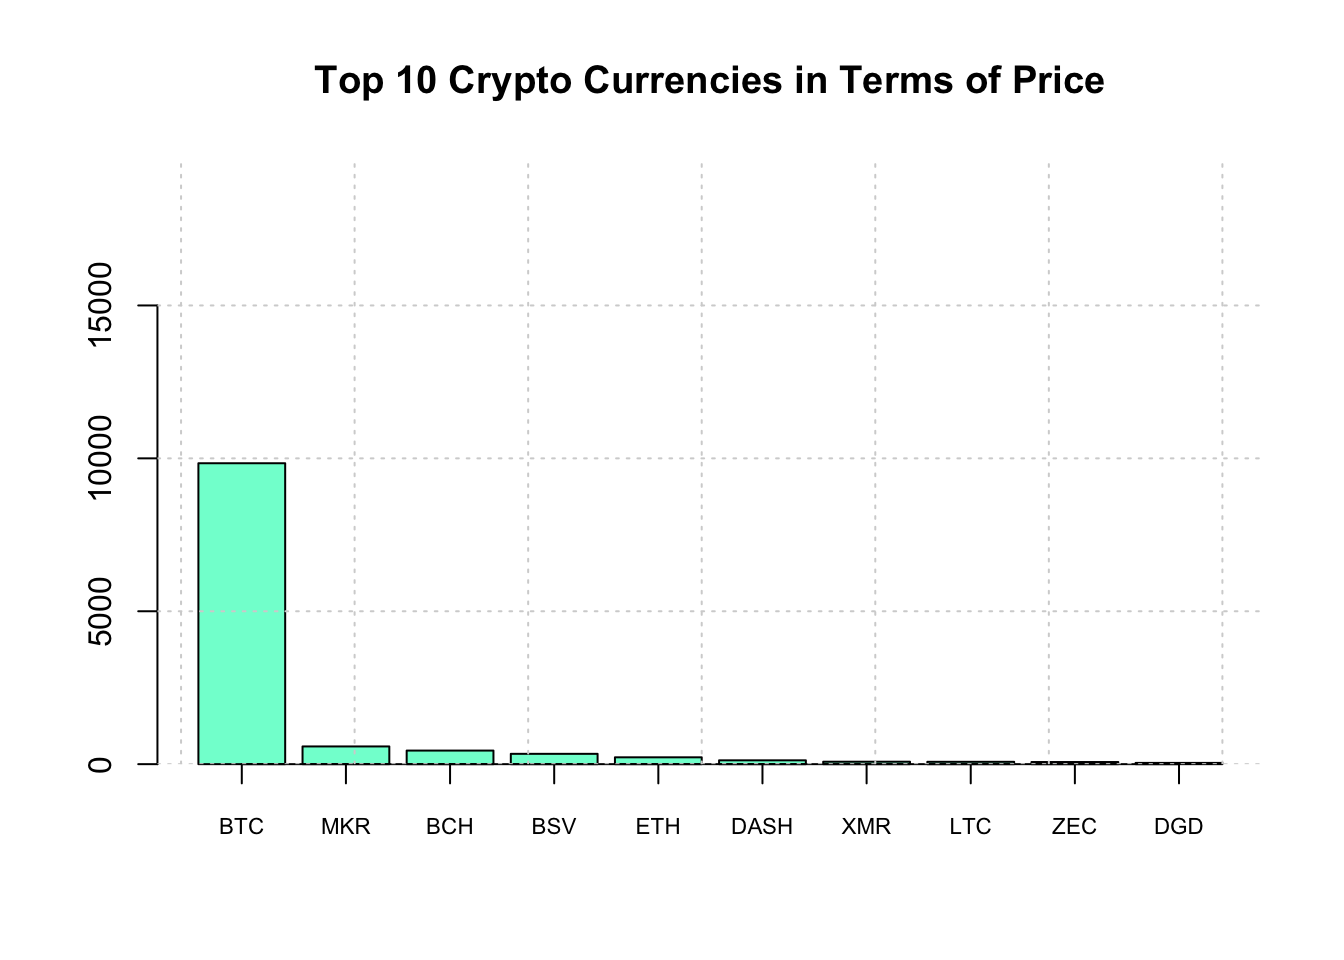 Top 10 Crypto Currencies in Terms of Price
15000
10000
5000
0
BTC MKR BCH BSV ETH DASH XMR LTC ZEC DGD